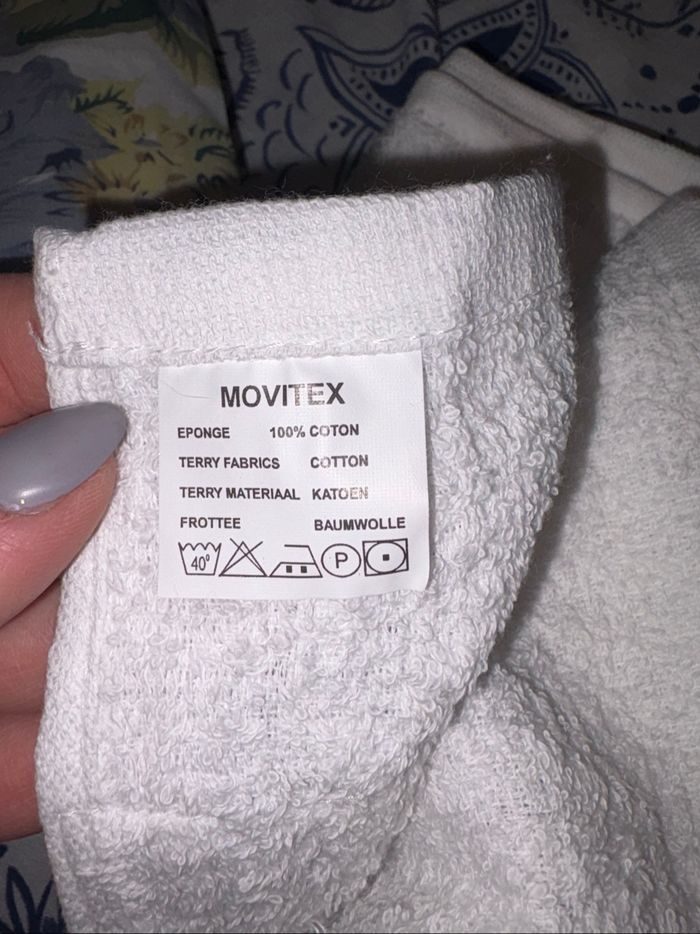 MOVITEX
EPONGE 100% COTON
TERRY FABRICS COTTON
TERRY MATERIAAL KATOEN
FROTTEE BAUMWOLLE
40° P